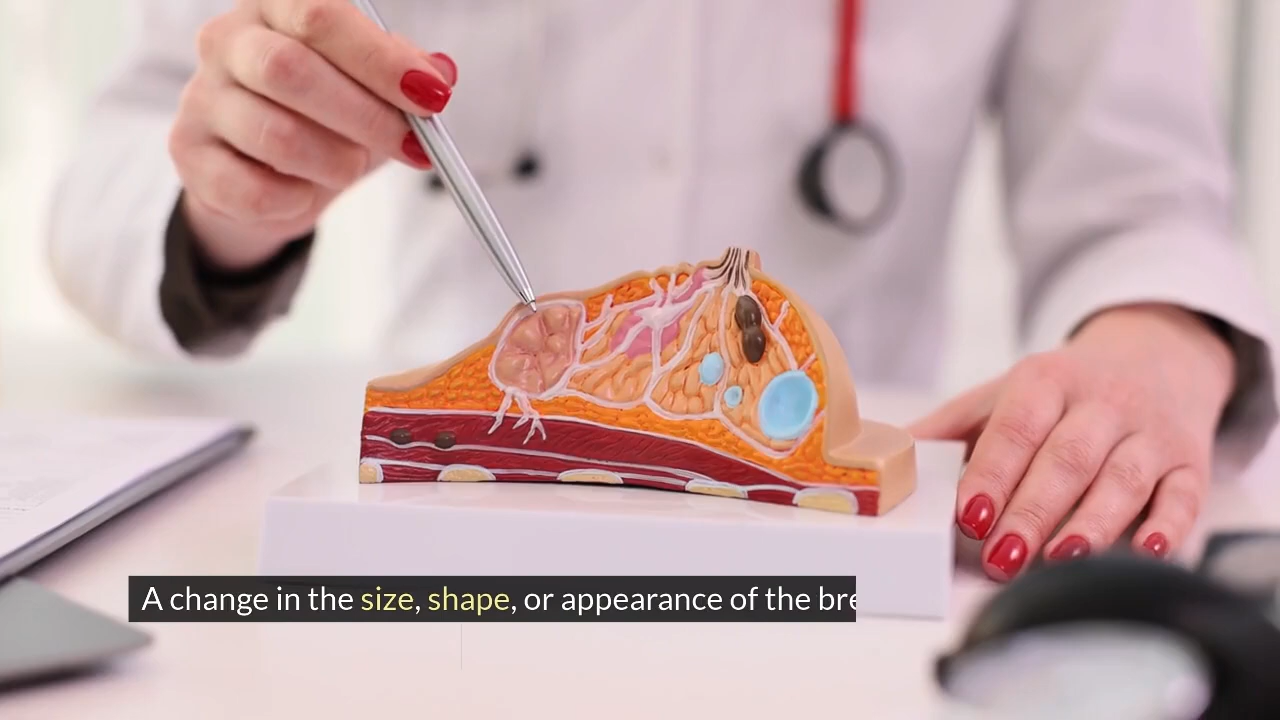 A change in the size, shape, or appearance of the bre